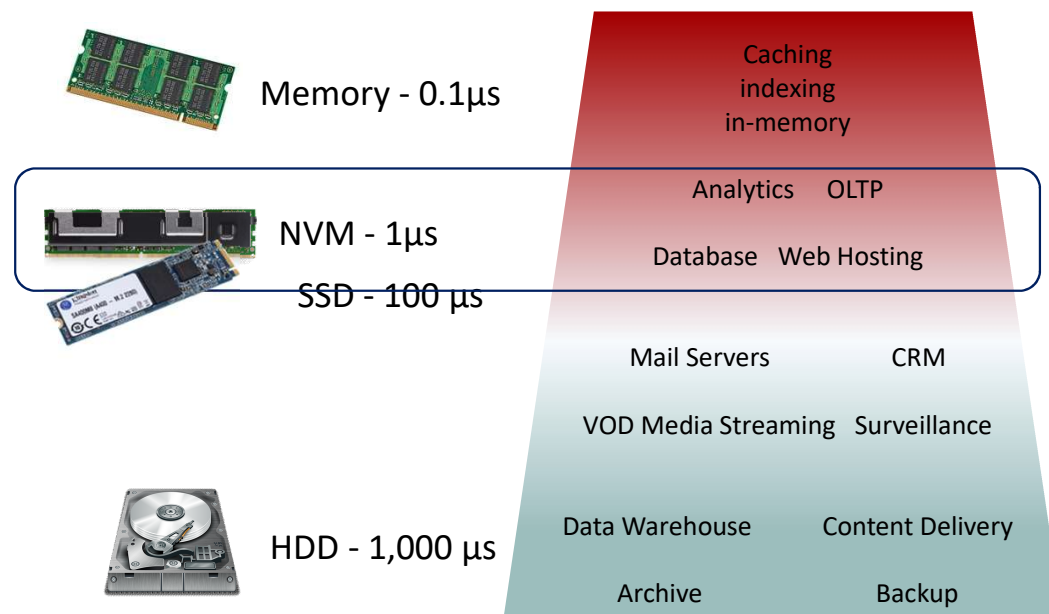 Caching
indexing
in-memory
Memory - 0.1µs
Analytics OLTP
NVM - 1µs
Database Web Hosting
SSD - 100 µs
Kingston
Mail Servers CRM
VOD Media Streaming Surveillance
Data Warehouse Content Delivery
HDD - 1,000 µs
Archive Backup